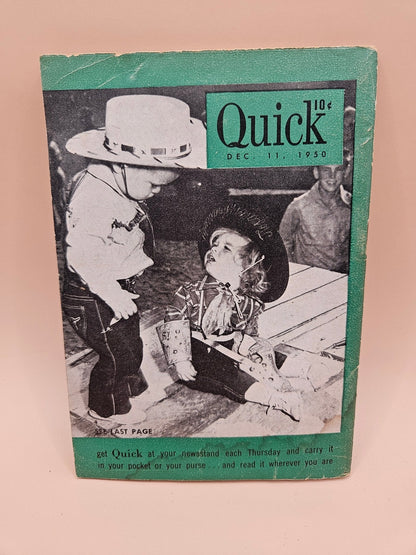 10¢
Quick
DEC. 11, 1950
SEE LAST PAGE
get Quick at your newsstand each Thursday and carry it
in your pocket or your purse... and read it wherever you are